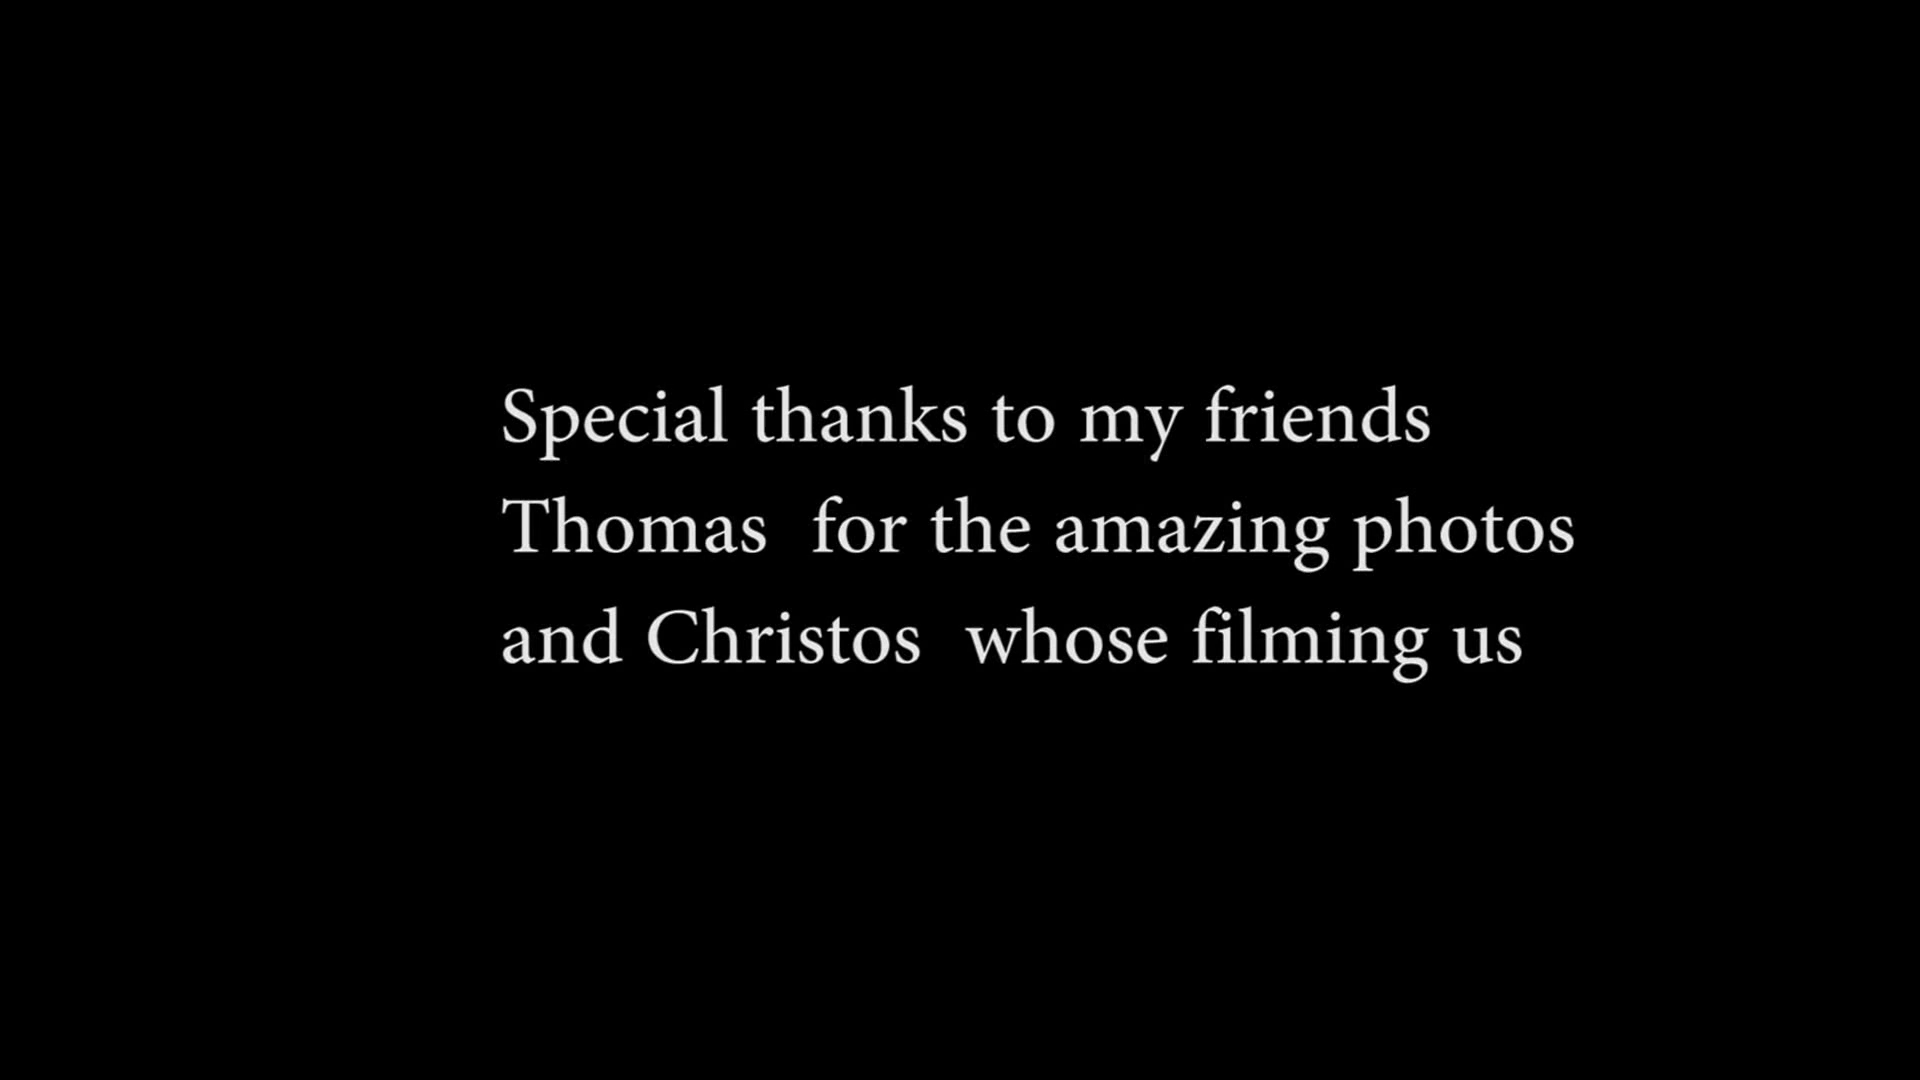 Special thanks to my friends
Thomas  for the amazing photos
and Christos  whose filming us